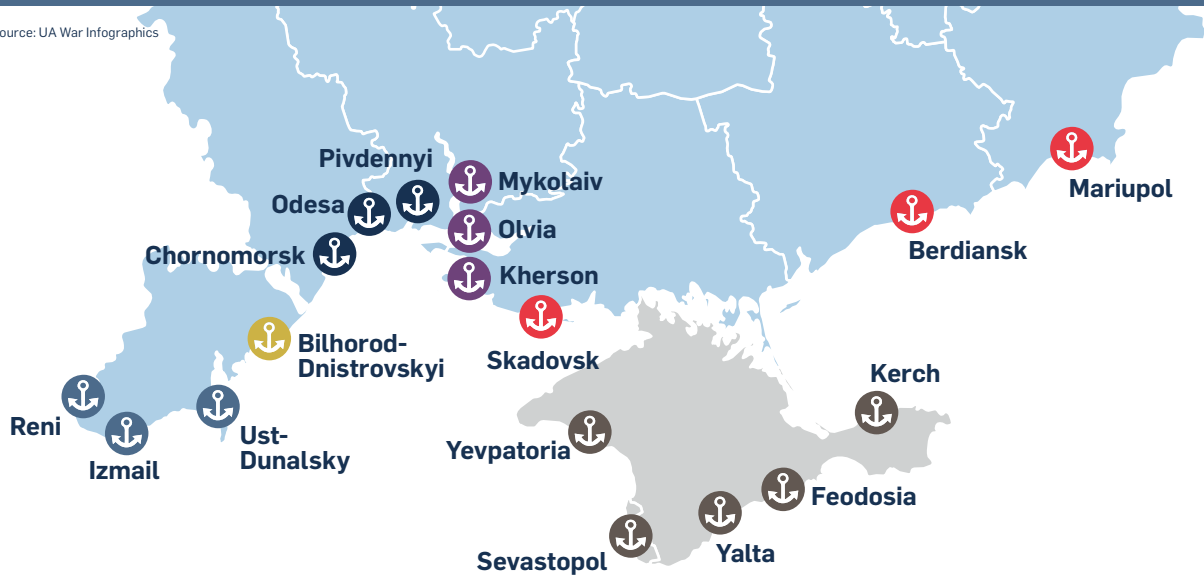 ource: UA War Infographics
Pivdennyi
Mykolaiv
Mariupol
Odesa
Olvia
Berdiansk
Chornomorsk
Kherson
Bilhorod-
Dnistrovskyi
Skadovsk
Kerch
Reni
Ust-
Dunalsky
Izmail
Yevpatoria
Feodosia
Sevastopol
Yalta